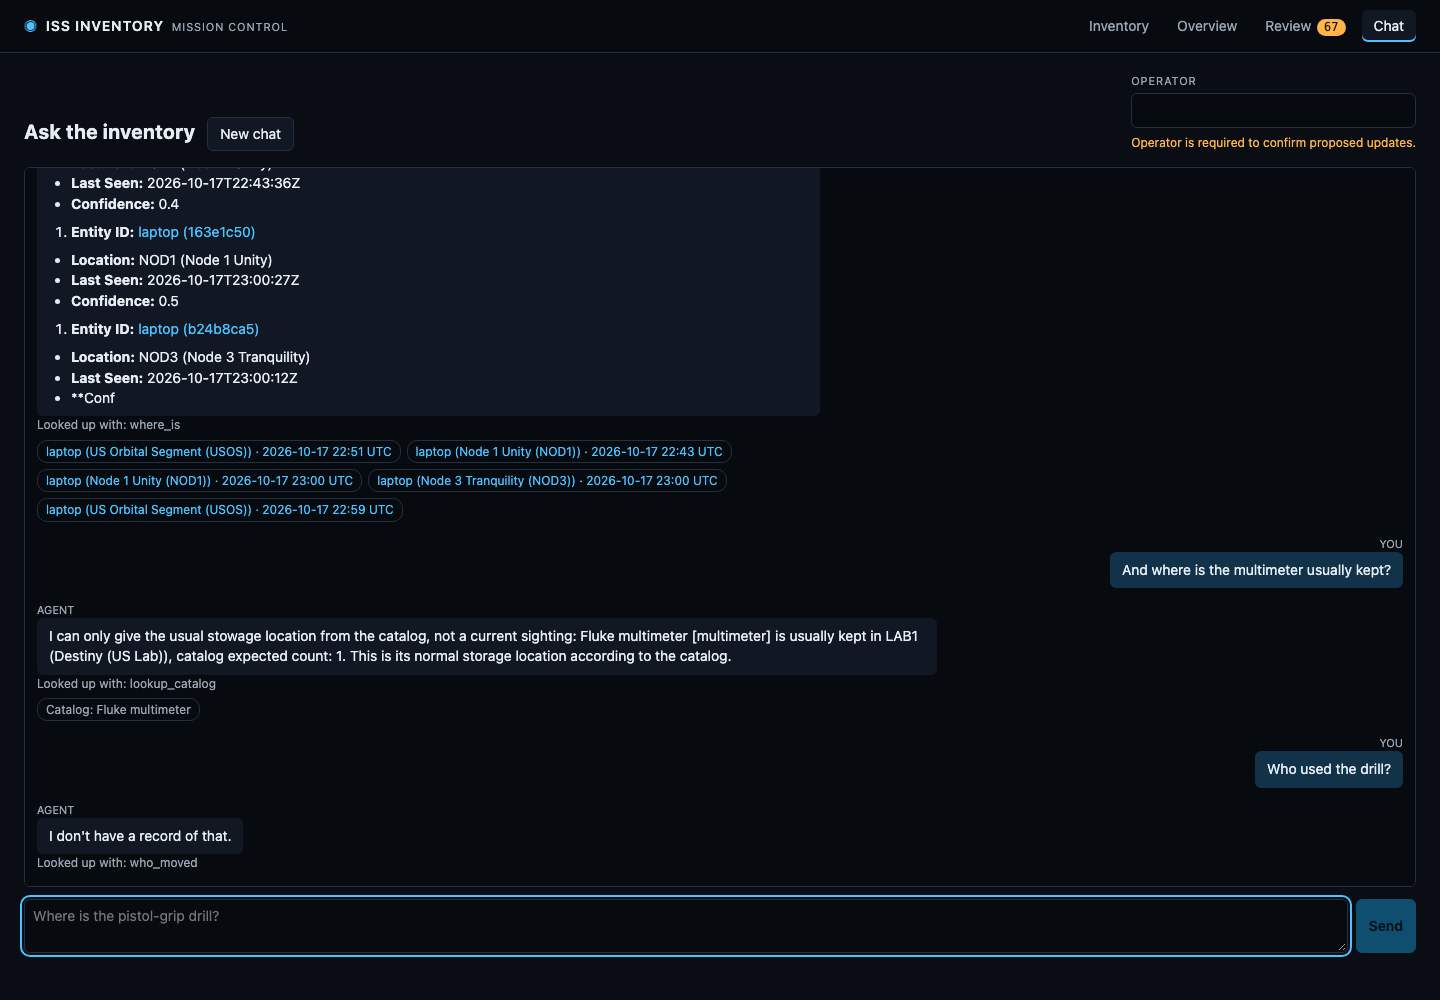 ISS INVENTORY MISSION CONTROL
Inventory
Overview
Review 67
Chat
OPERATOR
Operator is required to confirm proposed updates.
Ask the inventory
New chat
• Last Seen: 2026-10-17T22:43:36Z
• Confidence: 0.4
1. Entity ID: laptop (163e1c50)
• Location: NOD1 (Node 1 Unity)
• Last Seen: 2026-10-17T23:00:27Z
• Confidence: 0.5
1. Entity ID: laptop (b24b8ca5)
• Location: NOD3 (Node 3 Tranquility)
• Last Seen: 2026-10-17T23:00:12Z
• **Conf
Looked up with: where_is
laptop (US Orbital Segment (USOS)) · 2026-10-17 22:51 UTC
laptop (Node 1 Unity (NOD1)) · 2026-10-17 22:43 UTC
laptop (Node 1 Unity (NOD1)) · 2026-10-17 23:00 UTC
laptop (Node 3 Tranquility (NOD3)) · 2026-10-17 23:00 UTC
laptop (US Orbital Segment (USOS)) · 2026-10-17 22:59 UTC
YOU
And where is the multimeter usually kept?
AGENT
I can only give the usual stowage location from the catalog, not a current sighting: Fluke multimeter [multimeter] is usually kept in LAB1
(Destiny (US Lab)), catalog expected count: 1. This is its normal storage location according to the catalog.
Looked up with: lookup_catalog
Catalog: Fluke multimeter
YOU
Who used the drill?
AGENT
I don't have a record of that.
Looked up with: who_moved
Where is the pistol-grip drill?
Send